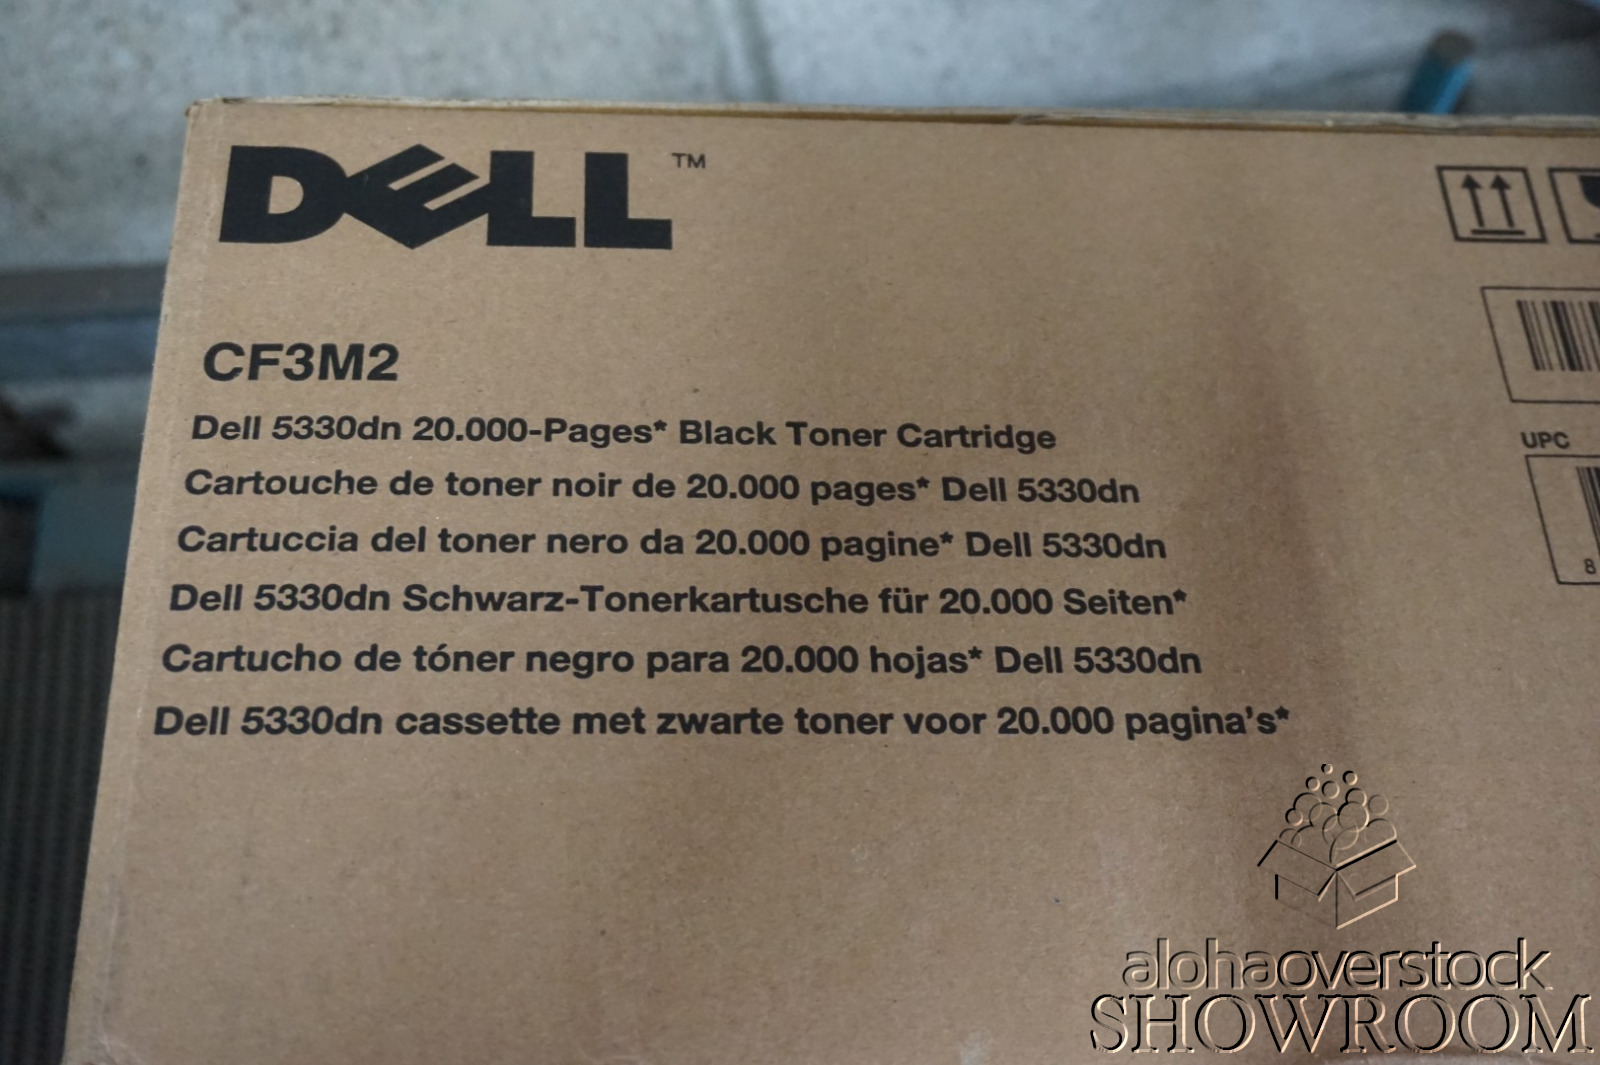 DELL™
CF3M2
Dell 5330dn 20.000-Pages* Black Toner Cartridge
Cartouche de toner noir de 20.000 pages* Dell 5330dn
Cartuccia del toner nero da 20.000 pagine* Dell 5330dn
Dell 5330dn Schwarz-Tonerkartusche für 20.000 Seiten*
Cartucho de tóner negro para 20.000 hojas* Dell 5330dn
Dell 5330dn cassette met zwarte toner voor 20.000 pagina's*
UPC
8
alohaoverstock
SHOWROOM